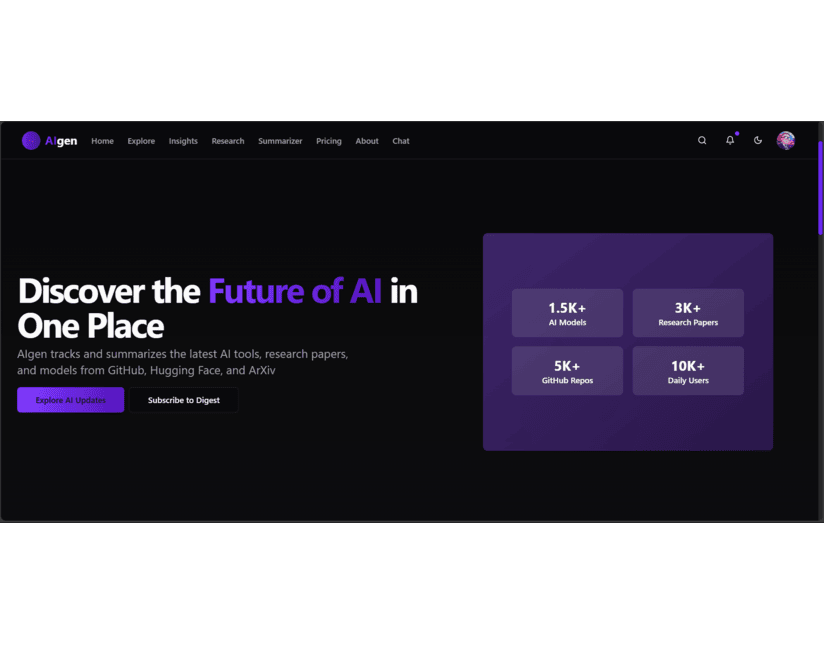 AIgen Home Explore Insights Research Summarizer Pricing About Chat
Discover the Future of AI in
One Place
AIgen tracks and summarizes the latest AI tools, research papers,
and models from GitHub, Hugging Face, and ArXiv
Explore AI Updates Subscribe to Digest
1.5K+
AI Models
3K+
Research Papers
5K+
GitHub Repos
10K+
Daily Users